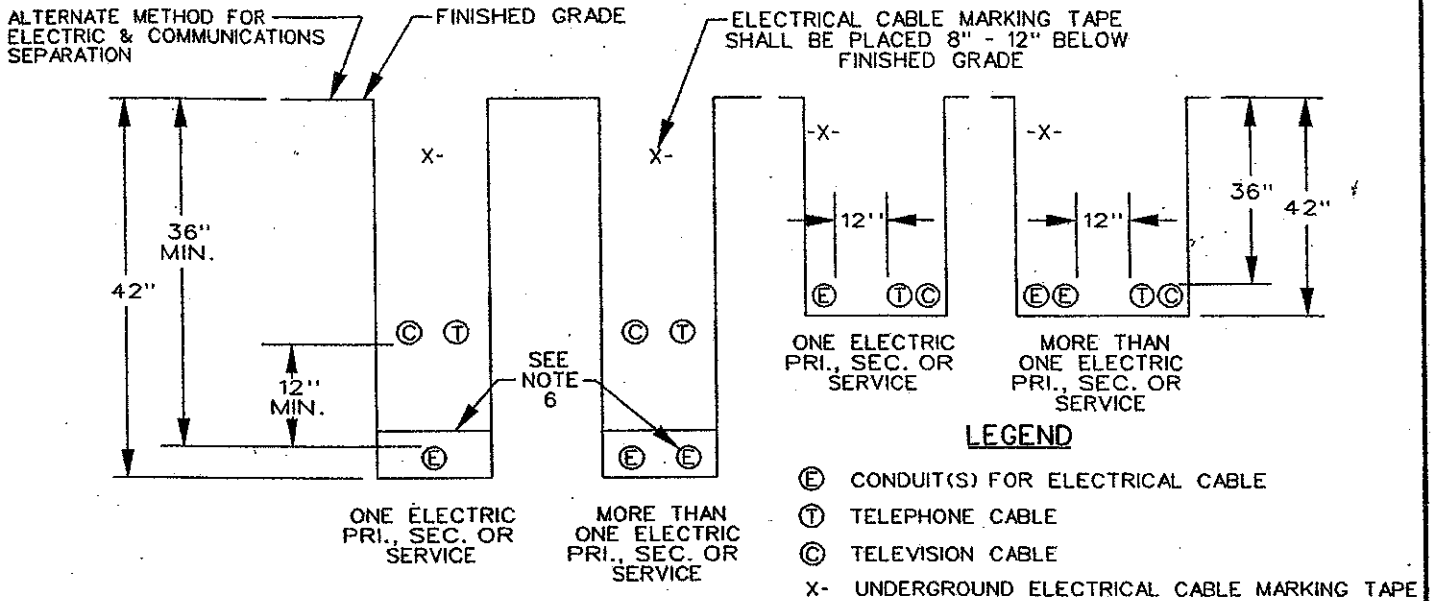 ALTERNATE METHOD FOR
ELECTRIC & COMMUNICATIONS
SEPARATION
FINISHED GRADE
ELECTRICAL CABLE MARKING TAPE
SHALL BE PLACED 8" - 12" BELOW
FINISHED GRADE
X-
X-
-X-
-X-
42"
36"
MIN.
12"
MIN.
12"
12"
36"
42"
C T
C T
E
E E
E T C
E E T C
SEE
NOTE
6
ONE ELECTRIC
PRI., SEC. OR
SERVICE
MORE THAN
ONE ELECTRIC
PRI., SEC. OR
SERVICE
ONE ELECTRIC
PRI., SEC. OR
SERVICE
MORE THAN
ONE ELECTRIC
PRI., SEC. OR
SERVICE
LEGEND
E CONDUIT(S) FOR ELECTRICAL CABLE
T TELEPHONE CABLE
C TELEVISION CABLE
X- UNDERGROUND ELECTRICAL CABLE MARKING TAPE